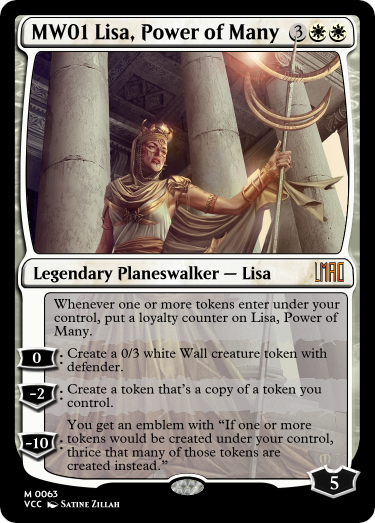 MW01 Lisa, Power of Many 3
Legendary Planeswalker — Lisa LMAO
Whenever one or more tokens enter under your
control, put a loyalty counter on Lisa, Power of
Many.
0 : Create a 0/3 white Wall creature token with
defender.
-2 : Create a token that's a copy of a token you
control.
You get an emblem with “If one or more
-10 : tokens would be created under your control,
thrice that many of those tokens are
created instead.”
5
M 0063
VCC Satine Zillah